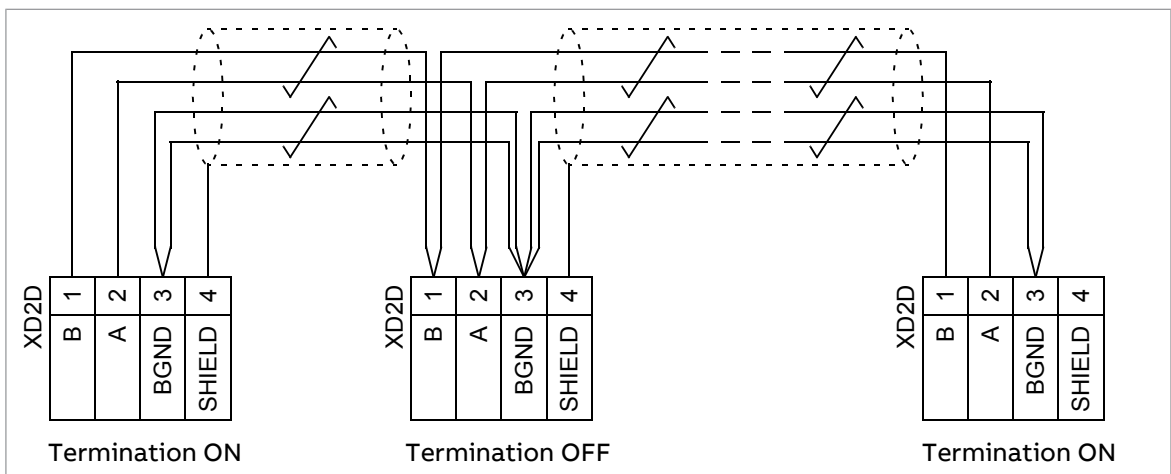 XD2D
1 2 3 4
B A BGND SHIELD
XD2D
1 2 3 4
B A BGND SHIELD
XD2D
1 2 3 4
B A BGND SHIELD
Termination ON
Termination OFF
Termination ON